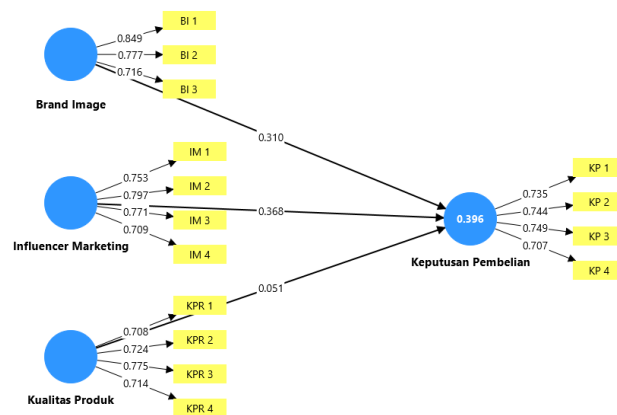 BI 1
0.849
BI 2
0.777
0.716
BI 3
Brand Image
0.310
IM 1
0.753
IM 2
0.797
0.771
IM 3
0.709
IM 4
Influencer Marketing
0.368
KPR 1
0.708
KPR 2
0.724
0.775
KPR 3
0.714
KPR 4
Kualitas Produk
0.051
0.396
Keputusan Pembelian
KP 1
0.735
KP 2
0.744
0.749
KP 3
0.707
KP 4